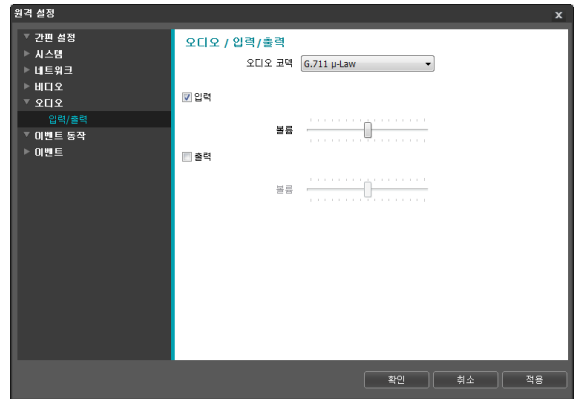 원격 설정
x
간편 설정
시스템
네트워크
비디오
오디오
입력/출력
이벤트 동작
이벤트
오디오 / 입력/출력
오디오 코덱 G.711 μ-Law
입력
볼륨
출력
볼륨
확인 취소 적용